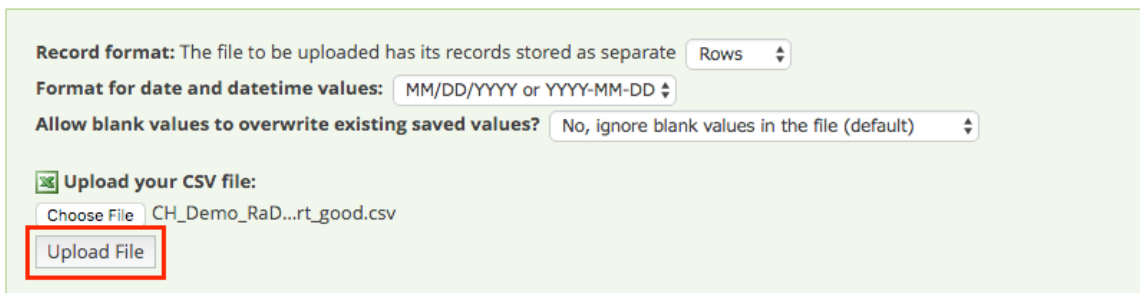 Record format: The file to be uploaded has its records stored as separate Rows
Format for date and datetime values: MM/DD/YYYY or YYYY-MM-DD
Allow blank values to overwrite existing saved values? No, ignore blank values in the file (default)
Upload your CSV file:
Choose File CH_Demo_RaD...rt_good.csv
Upload File